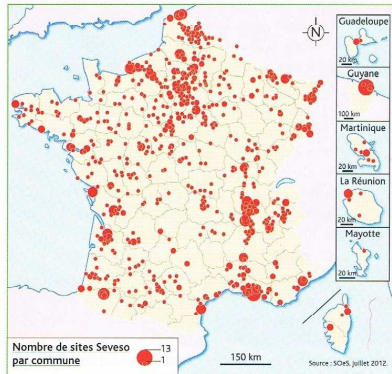 N
Guadeloupe
20 km
Guyane
100 km
Martinique
20 km
La Réunion
20 km
Mayotte
20 km
Nombre de sites Seveso
par commune
13
1
150 km
Source : SOeS, juillet 2012.